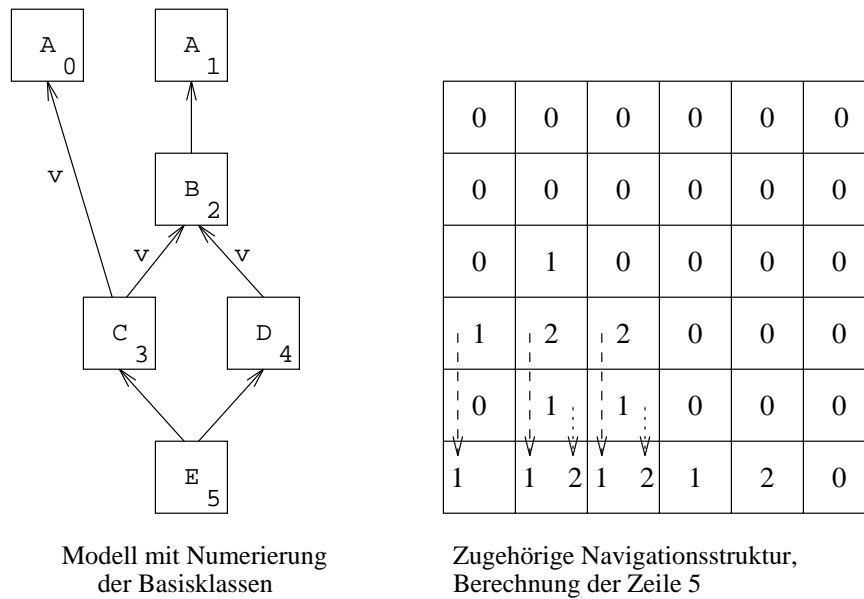 A 0
A 1
v
B 2
v v
C 3
D 4
E 5
0 0 0 0 0 0
0 0 0 0 0 0
0 1 0 0 0 0
1 2 2 0 0 0
0 1 1 0 0 0
1 1 2 1 2 1 2 0
Modell mit Numerierung
der Basisklassen
Zugehörige Navigationsstruktur,
Berechnung der Zeile 5